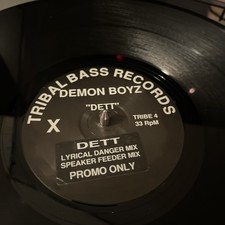 TRIBAL BASS RECORDS
DEMON BOYZ
"DETT"
X
TRIBE 4
33 RpM
DETT
LYRICAL DANGER MIX
SPEAKER FEEDER MIX
PROMO ONLY